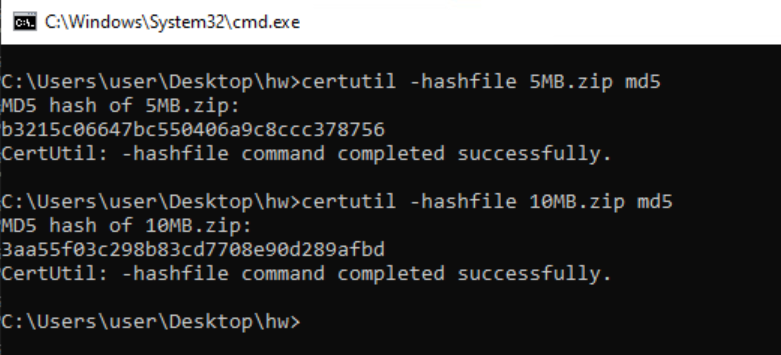 C:\Windows\System32\cmd.exe
C:\Users\user\Desktop\hw>certutil -hashfile 5MB.zip md5
MD5 hash of 5MB.zip:
b3215c06647bc550406a9c8ccc378756
CertUtil: -hashfile command completed successfully.
C:\Users\user\Desktop\hw>certutil -hashfile 10MB.zip md5
MD5 hash of 10MB.zip:
3aa55f03c298b83cd7708e90d289afbd
CertUtil: -hashfile command completed successfully.
C:\Users\user\Desktop\hw>